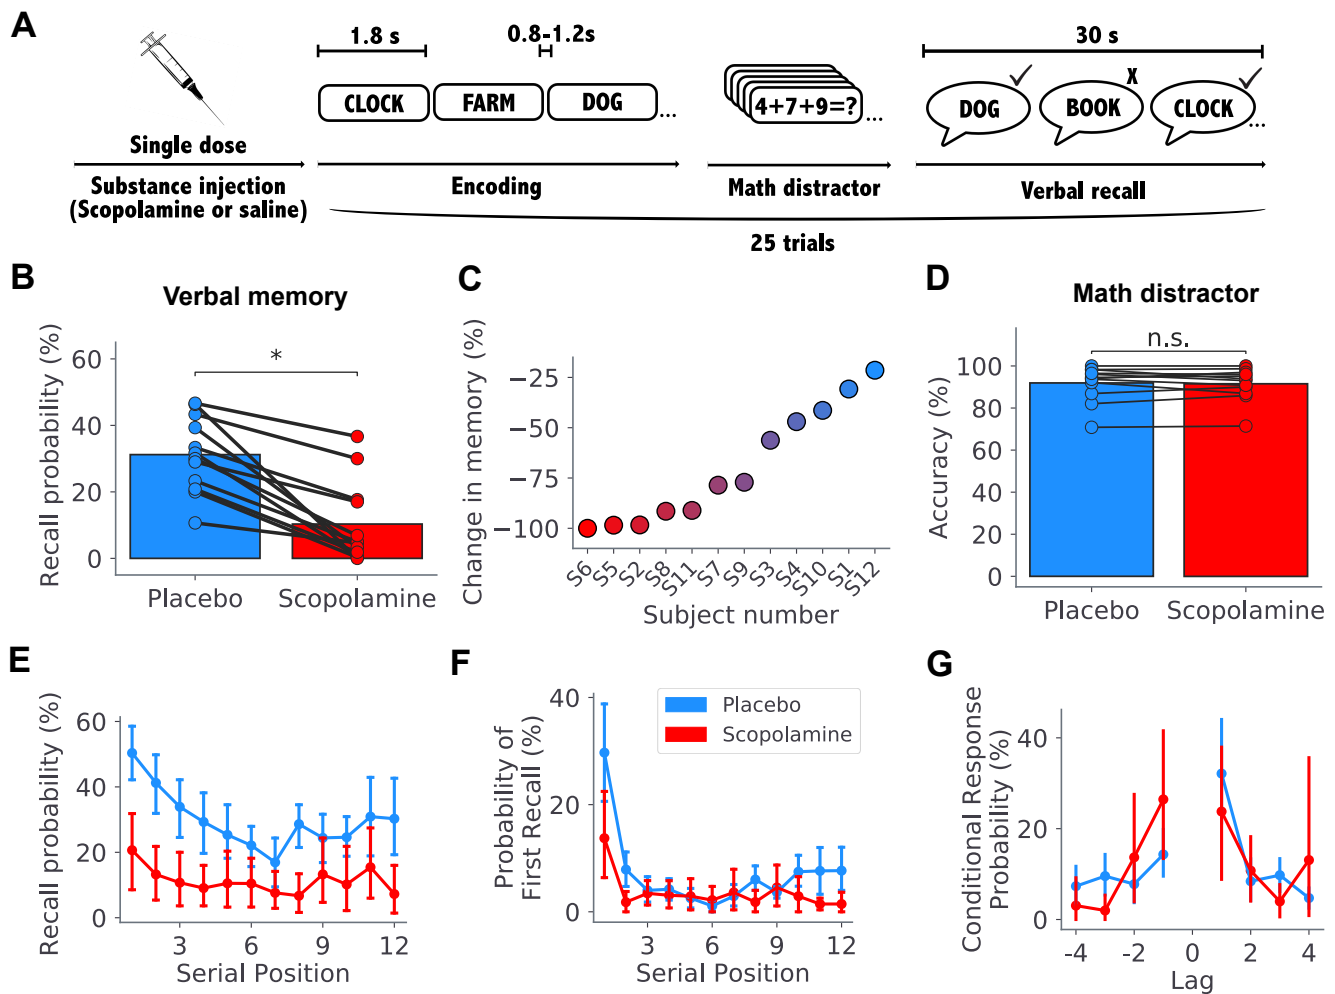 A
1.8 s
0.8-1.2s
30 s
CLOCK
FARM
DOG
...
4+7+9=?
...
DOG
BOOK
X
CLOCK
...
Single dose
Substance injection
(Scopolamine or saline)
Encoding
Math distractor
Verbal recall
25 trials
B
Verbal memory
Recall probability (%)
60
40
20
0
*
Placebo
Scopolamine
C
Change in memory (%)
−25
−50
−75
−100
S6
S5
S2
S8
S11
S7
S9
S3
S4
S10
S1
S12
Subject number
D
Math distractor
Accuracy (%)
100
80
60
40
20
0
n.s.
Placebo
Scopolamine
E
Recall probability (%)
60
40
20
0
3
6
9
12
Serial Position
F
Probability of
First Recall (%)
40
20
0
Placebo
Scopolamine
3
6
9
12
Serial Position
G
Conditional Response
Probability (%)
40
20
0
-4
-2
0
2
4
Lag